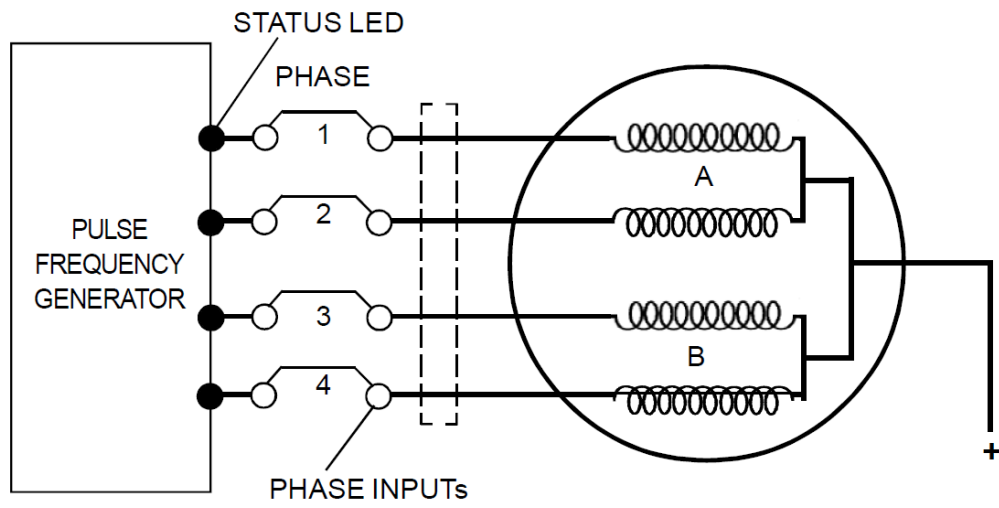 STATUS LED
PHASE
1
A
2
PULSE
FREQUENCY
GENERATOR
3
B
4
+
PHASE INPUTs